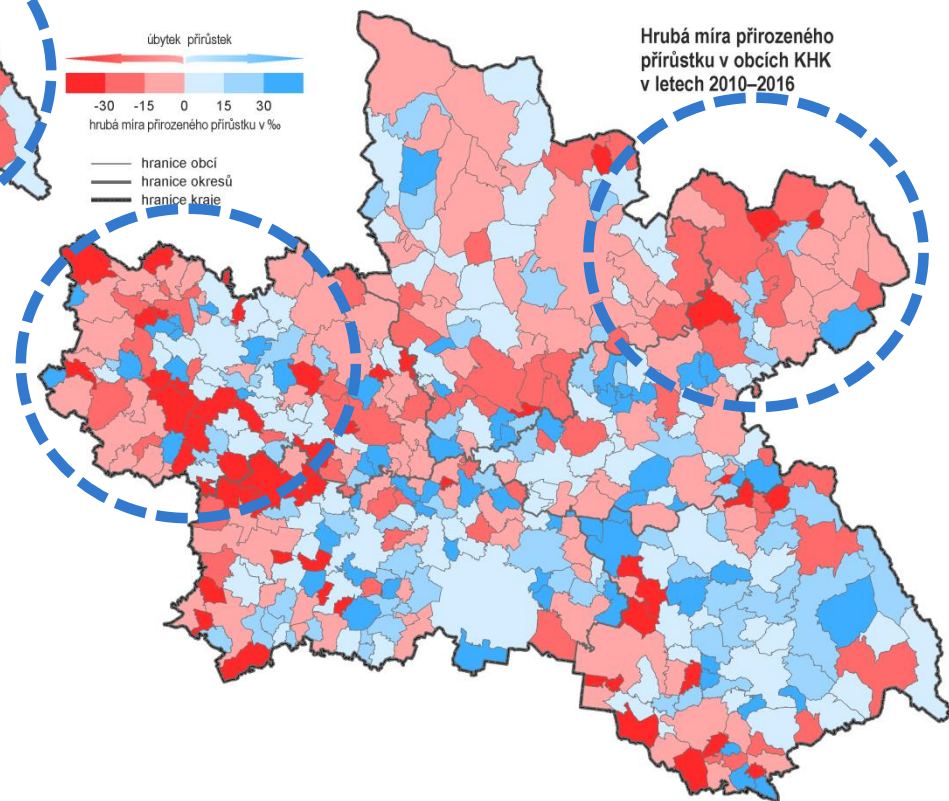 Hrubá míra přirozeného
přírůstku v obcích KHK
v letech 2010–2016
úbytek přírůstek
-30 -15 0 15 30
hrubá míra přirozeného přírůstku v ‰
hranice obcí
hranice okresů
hranice kraje